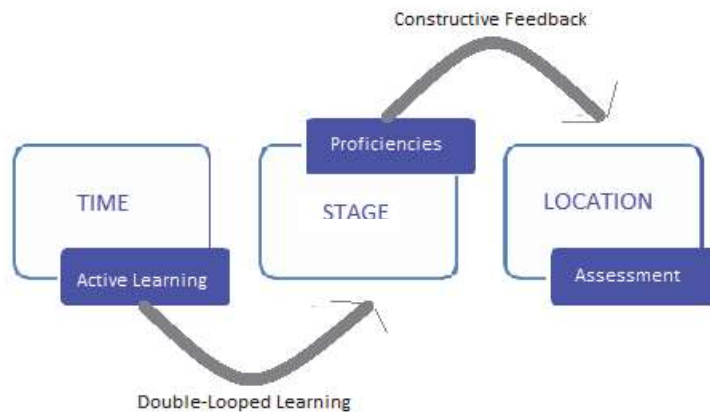 Constructive Feedback
Proficiencies
TIME
STAGE
LOCATION
Active Learning
Assessment
Double-Looped Learning